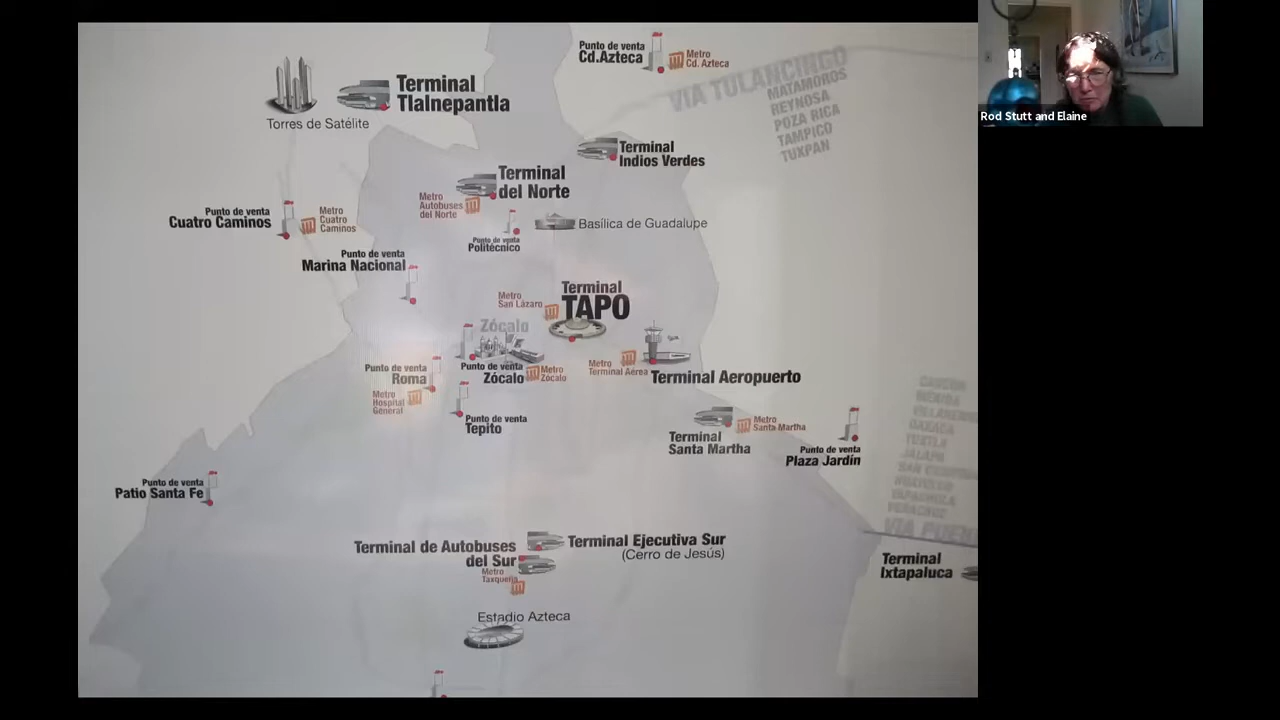 Punto de venta
Cd.Azteca
Metro
Cd. Azteca
Terminal
Tlalnepantla
Torres de Satélite
VIA TULANCINGO
MATAMOROS
REYNOSA
POZA RICA
TAMPICO
TUXPAN
Rod Stutt and Elaine
Terminal
Indios Verdes
Terminal
del Norte
Metro
Autobuses
del Norte
Punto de venta
Cuatro Caminos
Metro
Cuatro
Caminos
Basílica de Guadalupe
Punto de venta
Politécnico
Punto de venta
Marina Nacional
Terminal
TAPO
Metro
San Lázaro
Zócalo
Punto de venta
Zócalo
Metro
Zócalo
Metro
Terminal Aérea
Terminal Aeropuerto
Punto de venta
Roma
Metro
Hospital
General
Punto de venta
Tepito
Terminal
Santa Martha
Metro
Santa Martha
Punto de venta
Plaza Jardín
MÉRIDA
OAXACA
TUXTLA
JALAPA
VERACRUZ
VIA
Punto de venta
Patio Santa Fe
Terminal de Autobuses
del Sur
Metro
Taxqueña
Terminal Ejecutiva Sur
(Cerro de Jesús)
Terminal
Ixtapaluca
Estadio Azteca